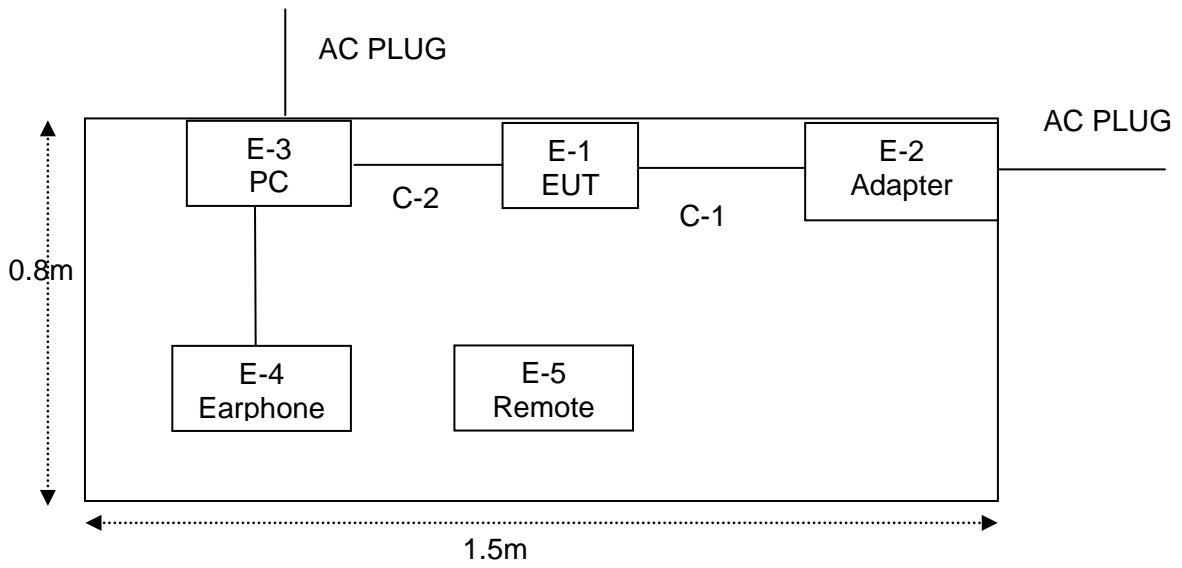 AC PLUG
AC PLUG
E-3
PC
E-1
EUT
E-2
Adapter
C-2
C-1
0.8m
E-4
Earphone
E-5
Remote
1.5m